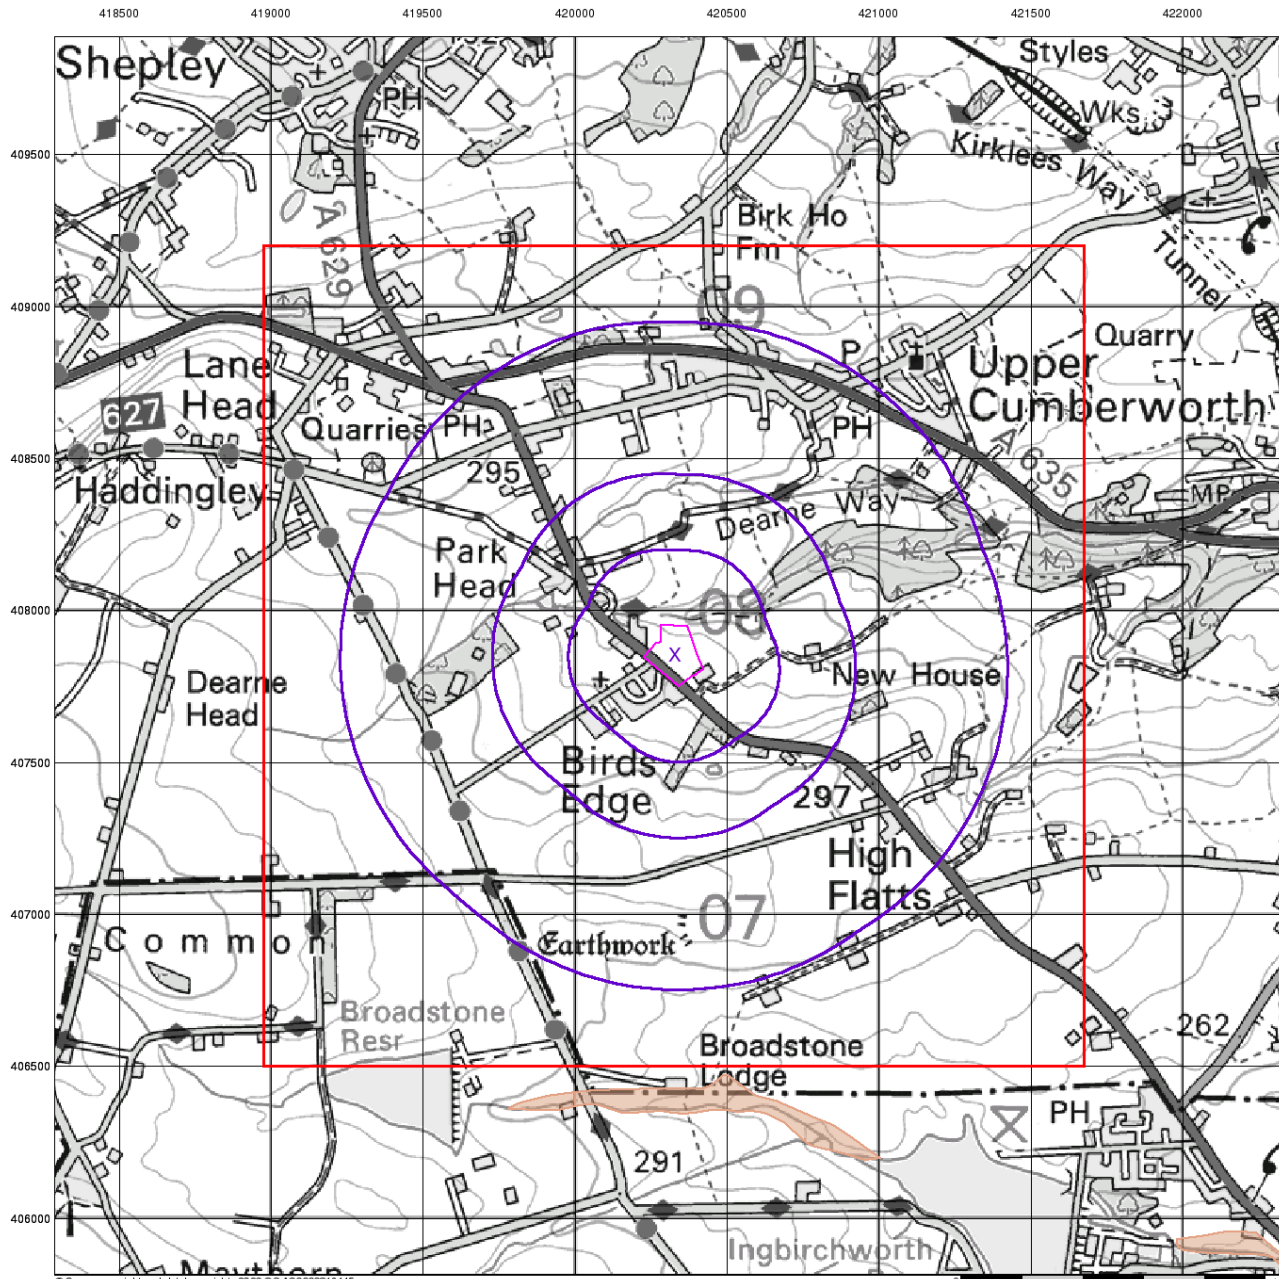 418500 419000 419500 420000 420500 421000 421500 422000
Shepley
Styles
PH
Wks
409500
Kirklees Way
A 629
Birk Ho
Fm
Tunnel
409000
09
Quarry
Lane
Head
P
Upper
Cumberworth
627
Quarries
PH
PH
408500
295
A 635
Haddingley
MP
Dearne Way
Park
Head
408000
08
New House
Dearne
Head
407500
Birds
Edge
297
High
Flatts
407000
07
Common
Earthwork
Broadstone
Resr
262
406500
Broadstone
Lodge
PH
291
406000
Ingbirchworth
Maythorn
X